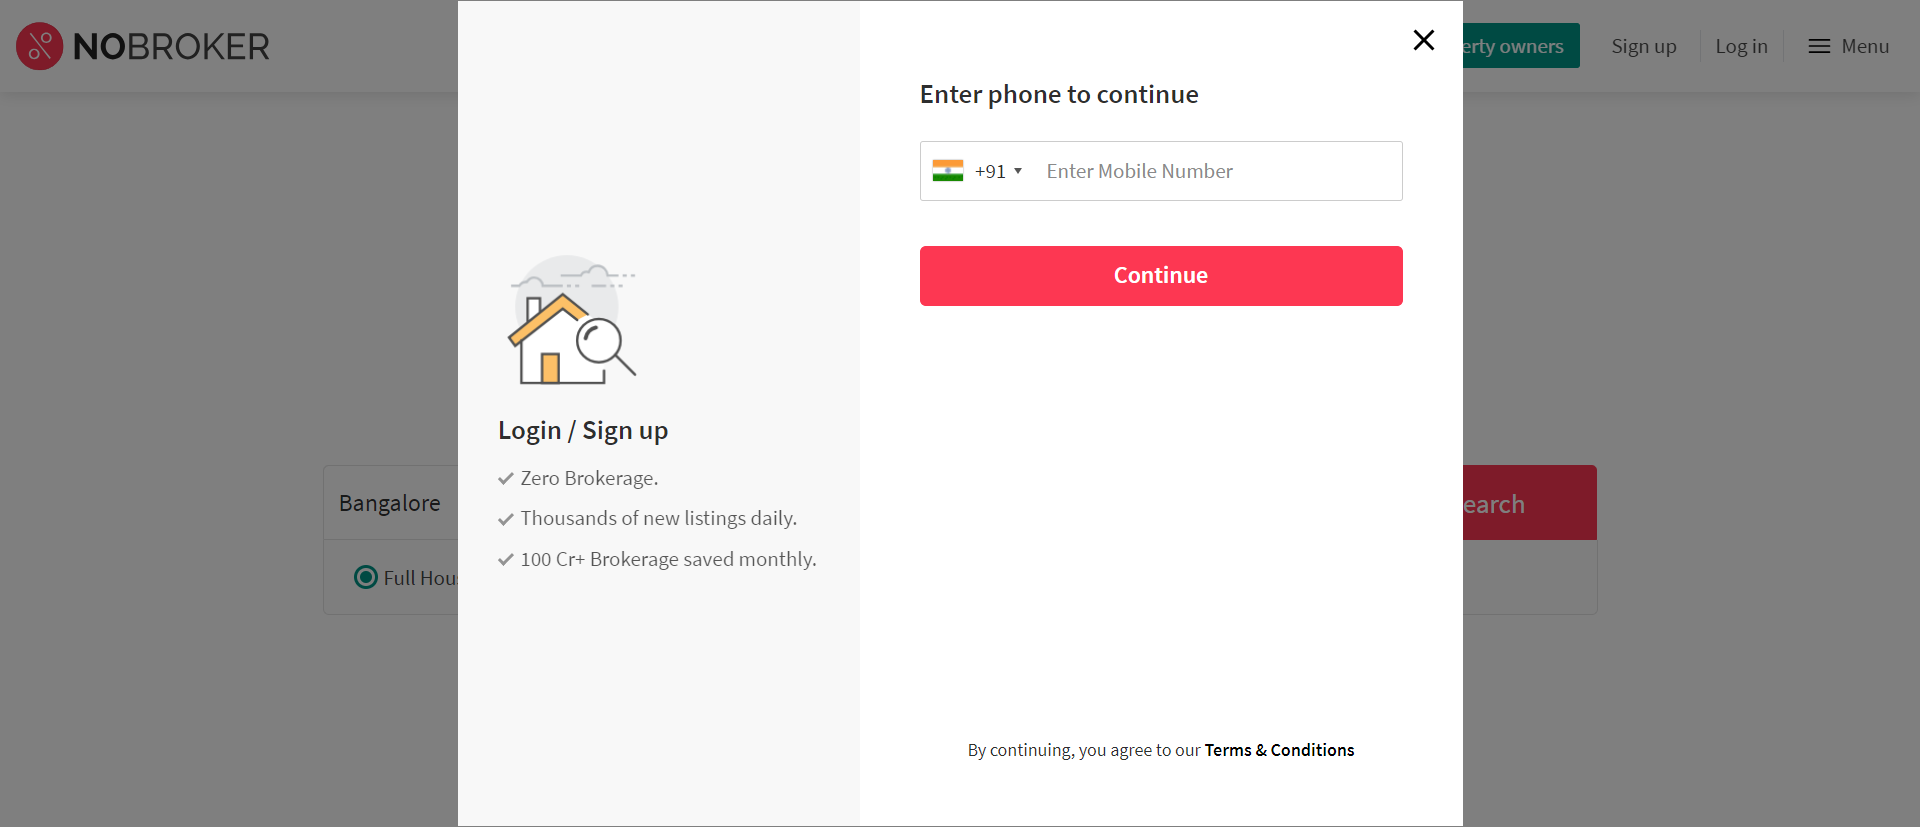 NOBROKER
erty owners
Sign up
Log in
Menu
Enter phone to continue
+91
Enter Mobile Number
Continue
Login / Sign up
Zero Brokerage.
Thousands of new listings daily.
100 Cr+ Brokerage saved monthly.
Bangalore
earch
Full Hou
By continuing, you agree to our Terms & Conditions